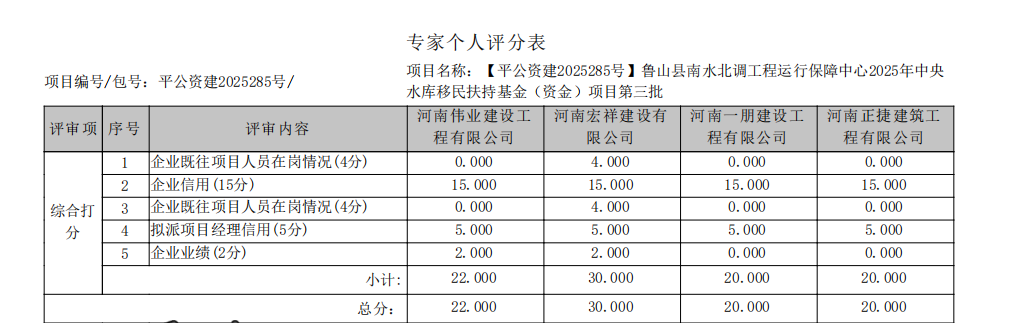 专家个人评分表
项目编号/包号：平公资建2025285号/
项目名称：【平公资建2025285号】鲁山县南水北调工程运行保障中心2025年中央
水库移民扶持基金（资金）项目第三批
评审项 序号 评审内容 河南伟业建设工程有限公司 河南宏祥建设有限公司 河南一朋建设工程有限公司 河南正捷建筑工程有限公司
综合打分
1 企业既往项目人员在岗情况(4分) 0.000 4.000 0.000 0.000
2 企业信用(15分) 15.000 15.000 15.000 15.000
3 企业既往项目人员在岗情况(4分) 0.000 4.000 0.000 0.000
4 拟派项目经理信用(5分) 5.000 5.000 5.000 5.000
5 企业业绩(2分) 2.000 2.000 0.000 0.000
小计: 22.000 30.000 20.000 20.000
总分: 22.000 30.000 20.000 20.000